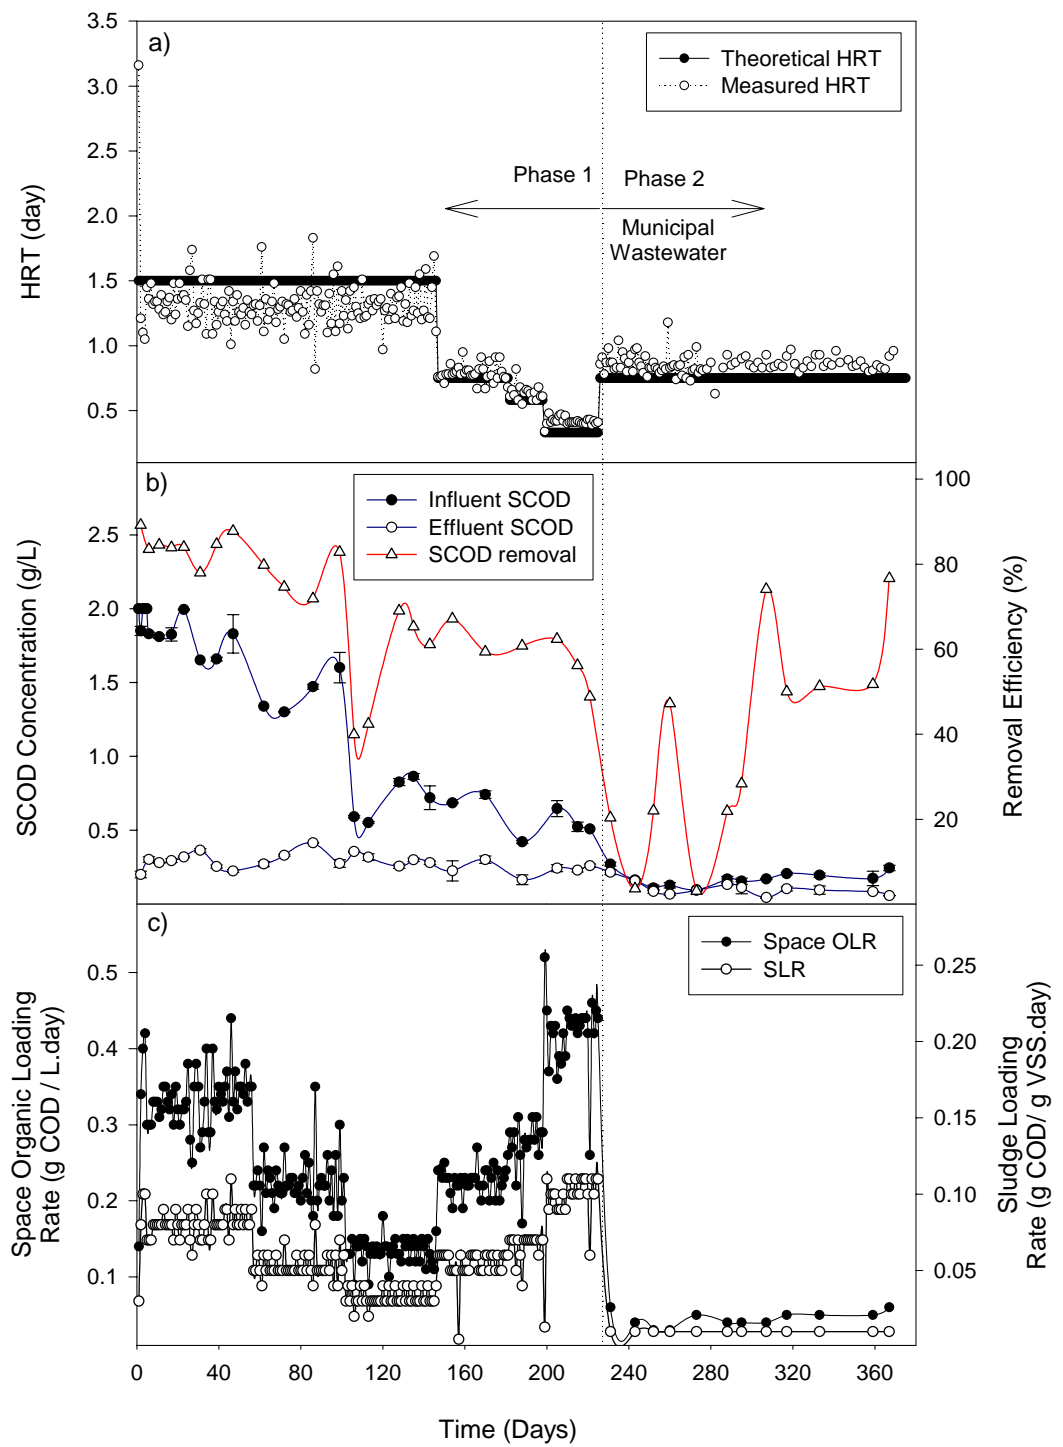 a)
Theoretical HRT
Measured HRT
3.5
3.0
2.5
2.0
1.5
1.0
0.5
HRT (day)
Phase 1
Phase 2
Municipal
Wastewater
b)
Influent SCOD
Effluent SCOD
SCOD removal
2.5
2.0
1.5
1.0
0.5
SCOD Concentration (g/L)
100
80
60
40
20
Removal Efficiency (%)
c)
Space OLR
SLR
0.5
0.4
0.3
0.2
0.1
Space Organic Loading
Rate (g COD / L.day)
0.25
0.20
0.15
0.10
0.05
Sludge Loading
Rate (g COD/ g VSS.day)
0 40 80 120 160 200 240 280 320 360
Time (Days)